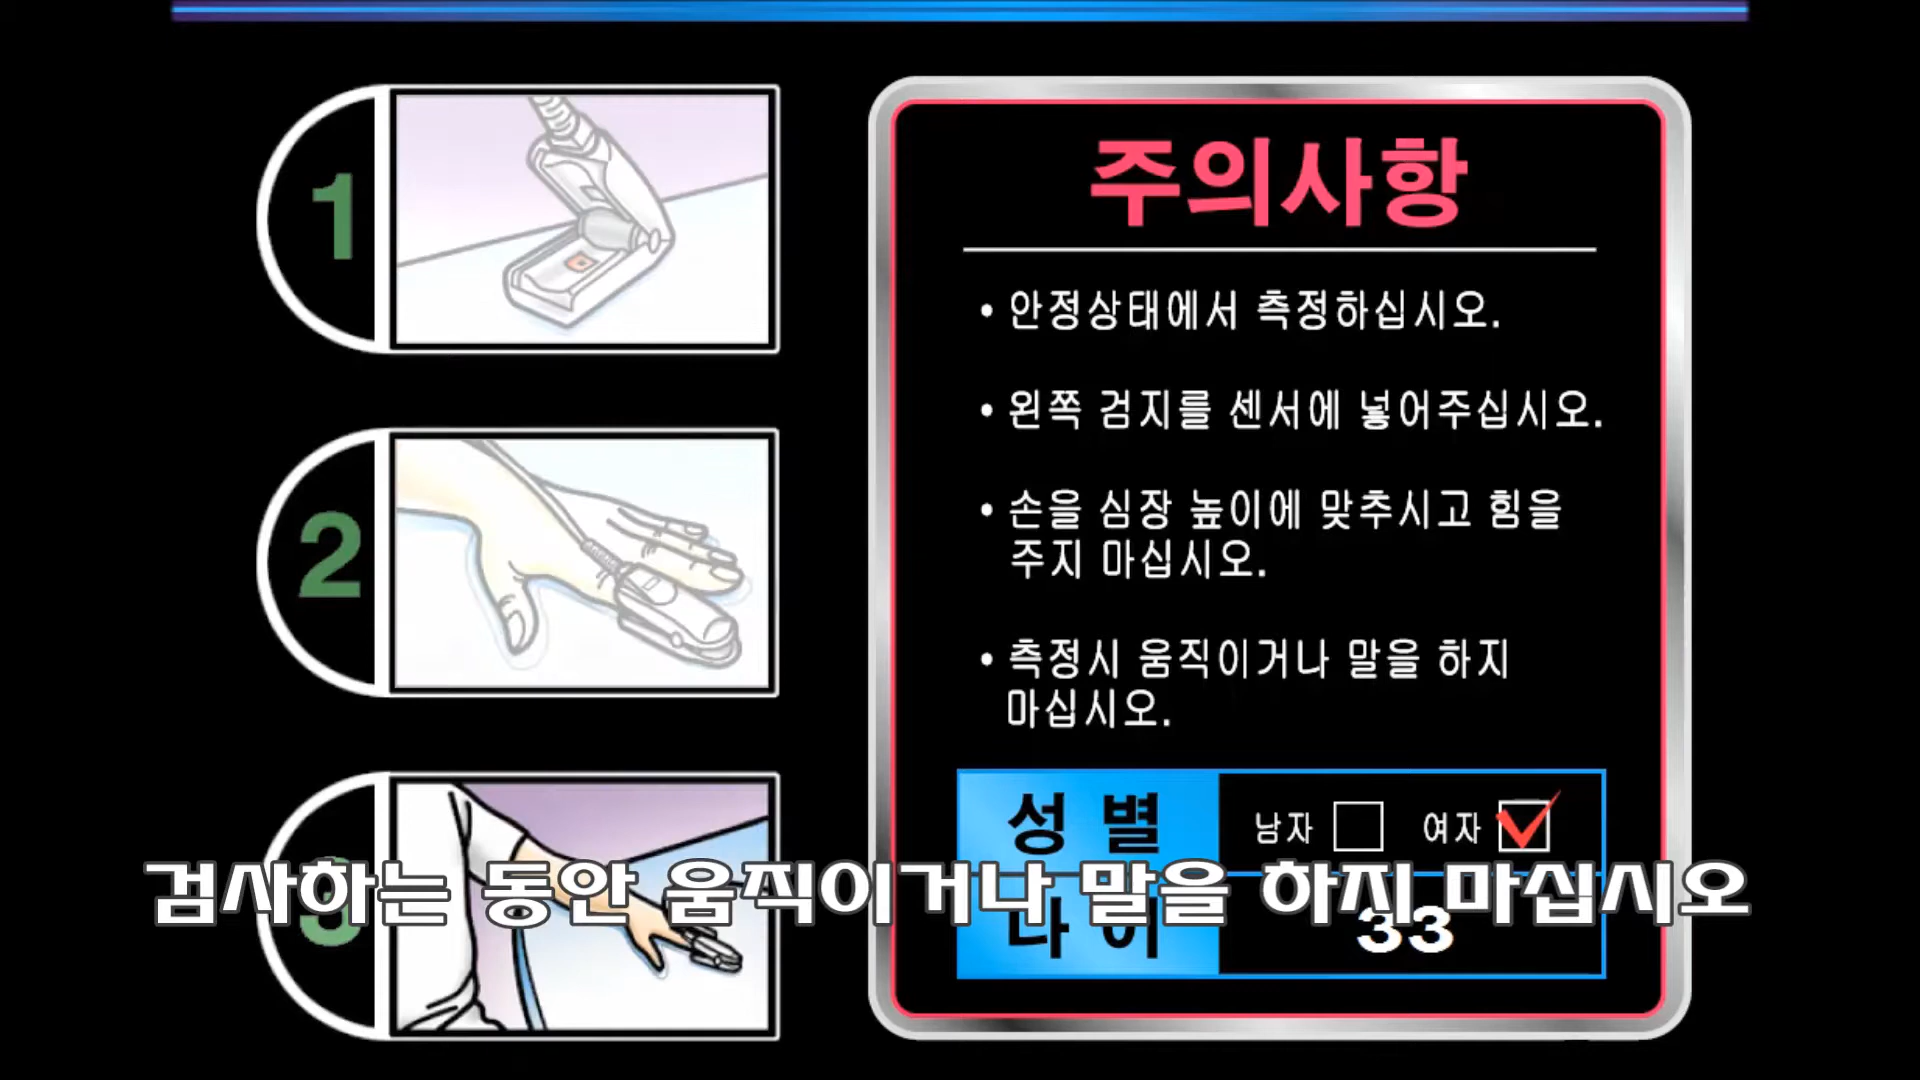 1
2
3
주의사항
• 안정상태에서 측정하십시오.
• 왼쪽 검지를 센서에 넣어주십시오.
• 손을 심장 높이에 맞추시고 힘을
주지 마십시오.
• 측정시 움직이거나 말을 하지
마십시오.
성 별 남자 여자
나 이 33
검사하는 동안 움직이거나 말을 하지 마십시오